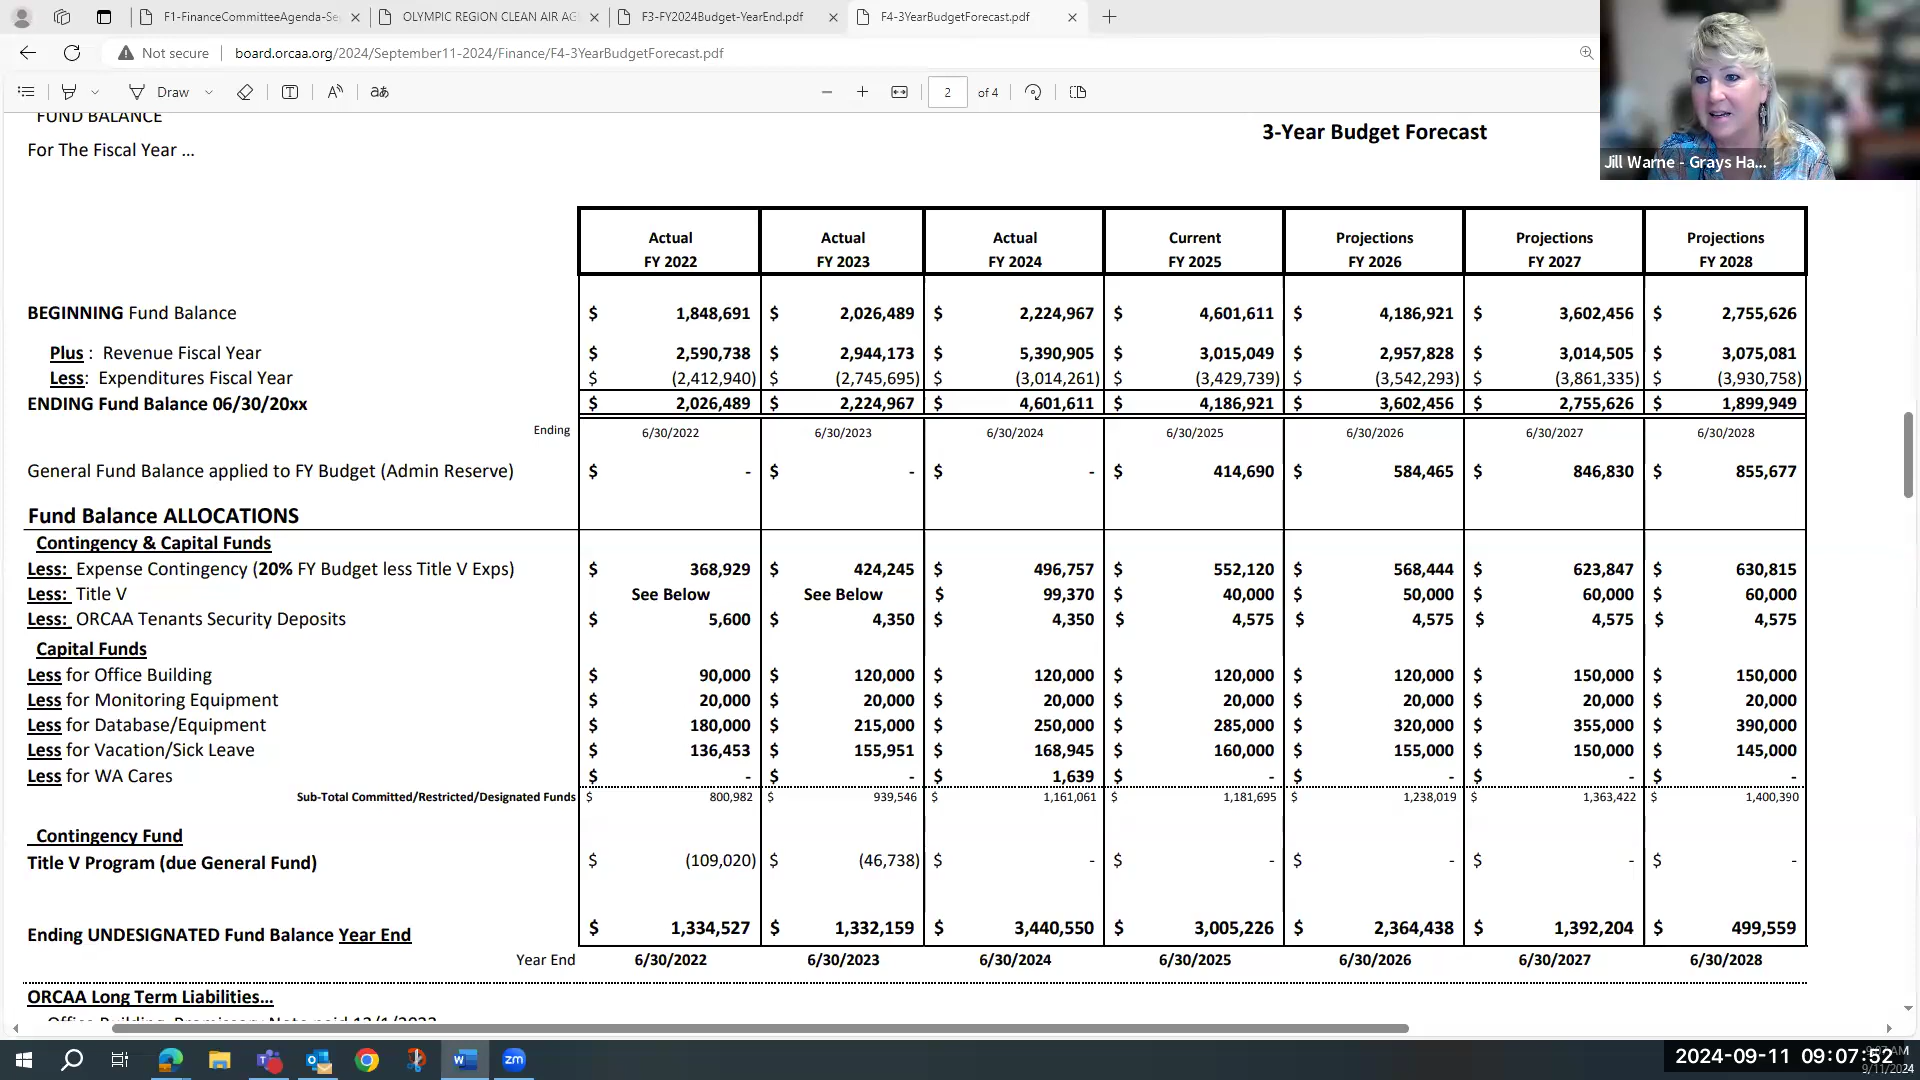 F1-FinanceCommitteeAgenda-Se
OLYMPIC REGION CLEAN AIR AG
F3-FY2024Budget-YearEnd.pdf
F4-3YearBudgetForecast.pdf
Not secure
board.orcaa.org/2024/September11-2024/Finance/F4-3YearBudgetForecast.pdf
Draw
2 of 4
Jill Warne - Grays Ha...
FUND BALANCE
3-Year Budget Forecast
For The Fiscal Year ...
Actual Actual Actual Current Projections Projections Projections
FY 2022 FY 2023 FY 2024 FY 2025 FY 2026 FY 2027 FY 2028
BEGINNING Fund Balance $ 1,848,691 $ 2,026,489 $ 2,224,967 $ 4,601,611 $ 4,186,921 $ 3,602,456 $ 2,755,626
Plus : Revenue Fiscal Year $ 2,590,738 $ 2,944,173 $ 5,390,905 $ 3,015,049 $ 2,957,828 $ 3,014,505 $ 3,075,081
Less: Expenditures Fiscal Year $ (2,412,940) $ (2,745,695) $ (3,014,261) $ (3,429,739) $ (3,542,293) $ (3,861,335) $ (3,930,758)
ENDING Fund Balance 06/30/20xx $ 2,026,489 $ 2,224,967 $ 4,601,611 $ 4,186,921 $ 3,602,456 $ 2,755,626 $ 1,899,949
Ending 6/30/2022 6/30/2023 6/30/2024 6/30/2025 6/30/2026 6/30/2027 6/30/2028
General Fund Balance applied to FY Budget (Admin Reserve) $ - $ - $ - $ 414,690 $ 584,465 $ 846,830 $ 855,677
Fund Balance ALLOCATIONS
Contingency & Capital Funds
Less: Expense Contingency (20% FY Budget less Title V Exps) $ 368,929 $ 424,245 $ 496,757 $ 552,120 $ 568,444 $ 623,847 $ 630,815
Less: Title V See Below See Below $ 99,370 $ 40,000 $ 50,000 $ 60,000 $ 60,000
Less: ORCAA Tenants Security Deposits $ 5,600 $ 4,350 $ 4,350 $ 4,575 $ 4,575 $ 4,575 $ 4,575
Capital Funds
Less for Office Building $ 90,000 $ 120,000 $ 120,000 $ 120,000 $ 120,000 $ 150,000 $ 150,000
Less for Monitoring Equipment $ 20,000 $ 20,000 $ 20,000 $ 20,000 $ 20,000 $ 20,000 $ 20,000
Less for Database/Equipment $ 180,000 $ 215,000 $ 250,000 $ 285,000 $ 320,000 $ 355,000 $ 390,000
Less for Vacation/Sick Leave $ 136,453 $ 155,951 $ 168,945 $ 160,000 $ 155,000 $ 150,000 $ 145,000
Less for WA Cares $ - $ - $ 1,639 $ - $ - $ - $ -
Sub-Total Committed/Restricted/Designated Funds $ 800,982 $ 939,546 $ 1,161,061 $ 1,181,695 $ 1,238,019 $ 1,363,422 $ 1,400,390
Contingency Fund
Title V Program (due General Fund) $ (109,020) $ (46,738) $ - $ - $ - $ - $ -
Ending UNDESIGNATED Fund Balance Year End $ 1,334,527 $ 1,332,159 $ 3,440,550 $ 3,005,226 $ 2,364,438 $ 1,392,204 $ 499,559
Year End 6/30/2022 6/30/2023 6/30/2024 6/30/2025 6/30/2026 6/30/2027 6/30/2028
ORCAA Long Term Liabilities...
Office Building Promissory Note paid 12/1/2023
2024-09-11 09:07:52
9/11/2024